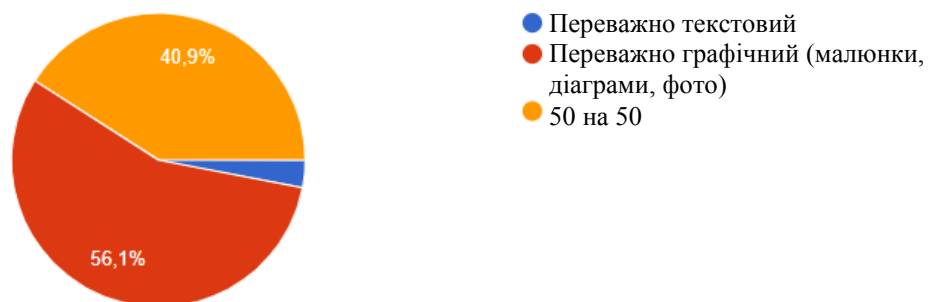 40,9%
56,1%
Переважно текстовий
Переважно графічний (малюнки,
діаграми, фото)
50 на 50